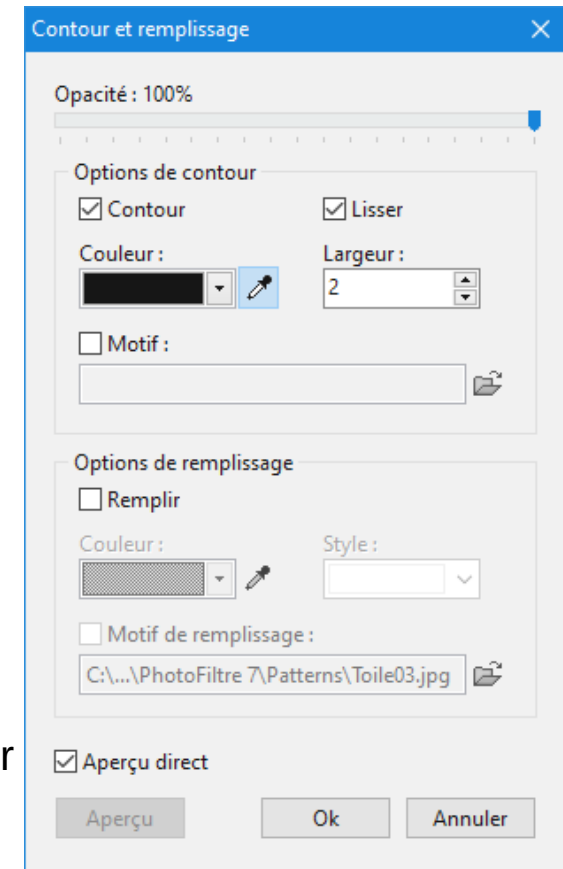 Contour et remplissage
Opacité : 100%
Options de contour
Contour Lisser
Couleur : Largeur :
2
Motif :
Options de remplissage
Remplir
Couleur : Style :
Motif de remplissage :
C:\...\PhotoFiltre 7\Patterns\Toile03.jpg
r
Aperçu direct
Aperçu Ok Annuler